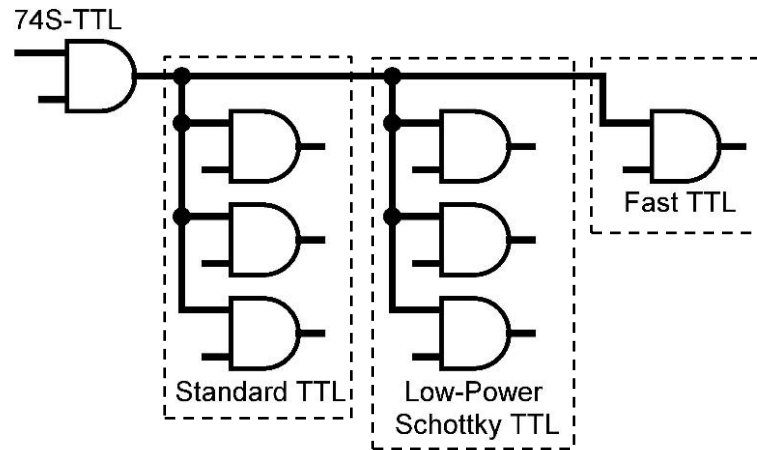 74S-TTL
Fast TTL
Standard TTL
Low-Power
Schottky TTL